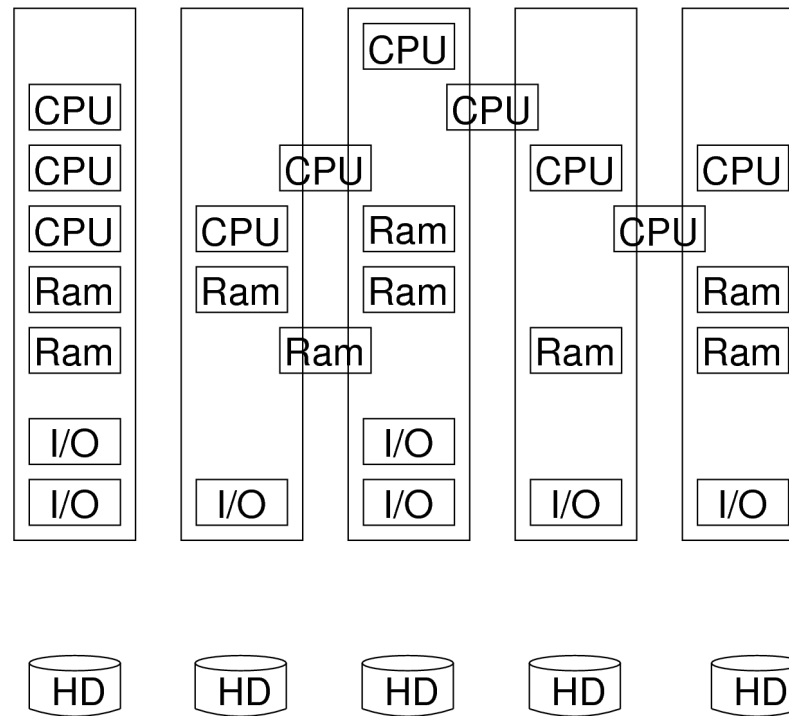 CPU
CPU CPU
CPU CPU CPU CPU
CPU CPU Ram CPU
Ram Ram Ram Ram
Ram Ram Ram Ram
I/O I/O
I/O I/O I/O I/O I/O
HD HD HD HD HD